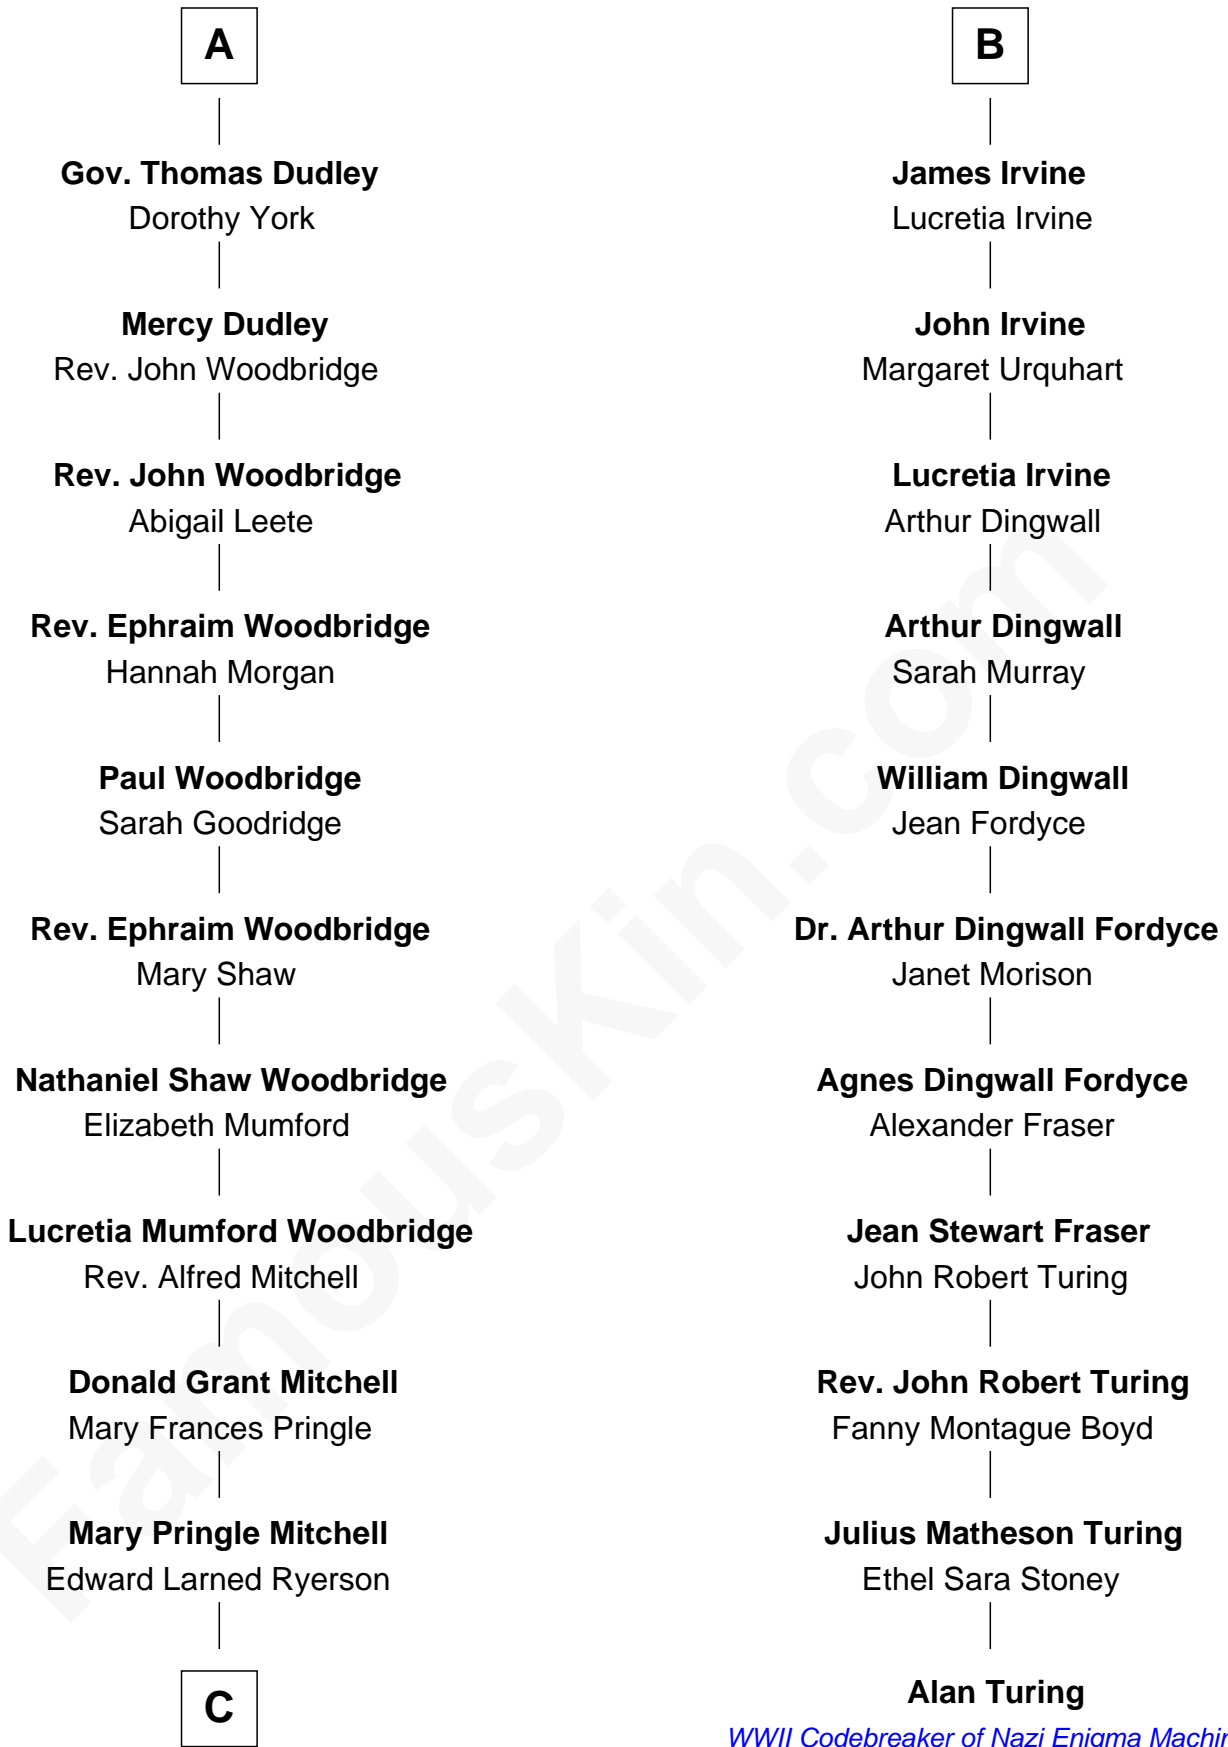 A
Gov. Thomas Dudley
Dorothy York
Mercy Dudley
Rev. John Woodbridge
Rev. John Woodbridge
Abigail Leete
Rev. Ephraim Woodbridge
Hannah Morgan
Paul Woodbridge
Sarah Goodridge
Rev. Ephraim Woodbridge
Mary Shaw
Nathaniel Shaw Woodbridge
Elizabeth Mumford
Lucretia Mumford Woodbridge
Rev. Alfred Mitchell
Donald Grant Mitchell
Mary Frances Pringle
Mary Pringle Mitchell
Edward Larned Ryerson
C
B
James Irvine
Lucretia Irvine
John Irvine
Margaret Urquhart
Lucretia Irvine
Arthur Dingwall
Arthur Dingwall
Sarah Murray
William Dingwall
Jean Fordyce
Dr. Arthur Dingwall Fordyce
Janet Morison
Agnes Dingwall Fordyce
Alexander Fraser
Jean Stewart Fraser
John Robert Turing
Rev. John Robert Turing
Fanny Montague Boyd
Julius Matheson Turing
Ethel Sara Stoney
Alan Turing
WWII Codebreaker of Nazi Enigma Machin
FamousKin.com